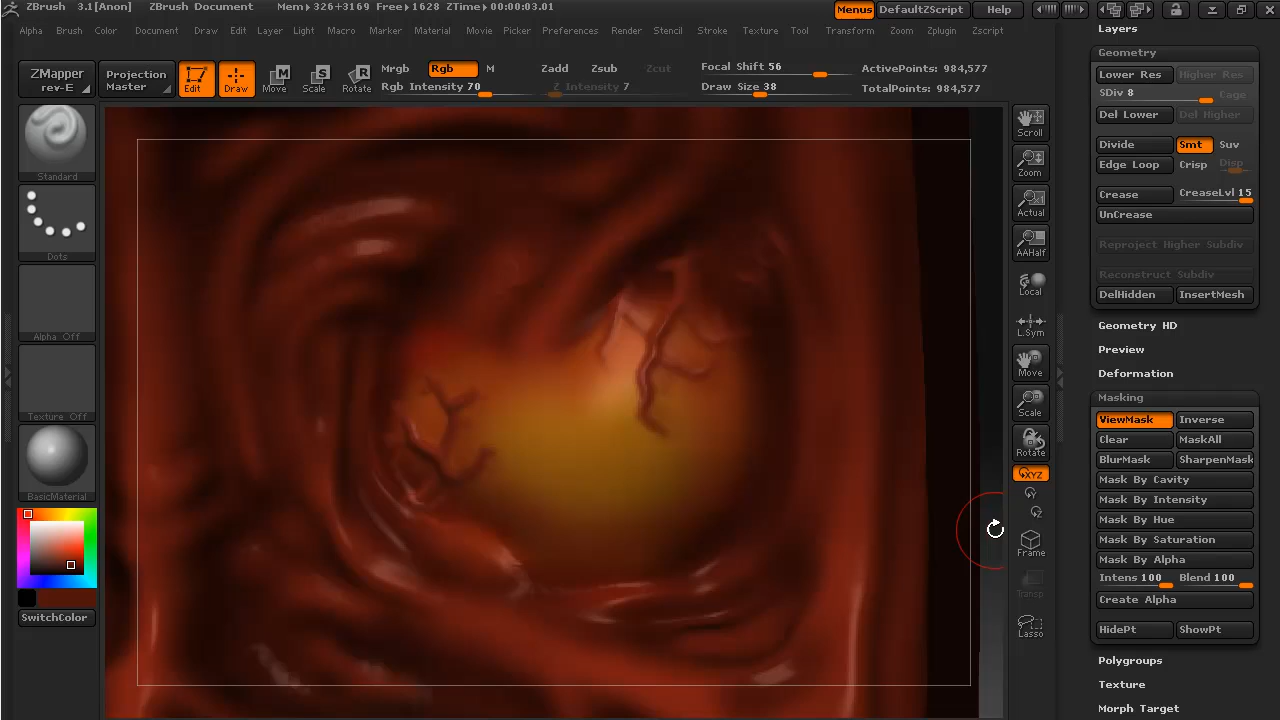 ZBrush 3.1[Anon] ZBrush Document Mem▸326+3169 Free▸1628 ZTime▸00:00:03.01 Menus DefaultZScript Help
Alpha Brush Color Document Draw Edit Layer Light Macro Marker Material Movie Picker Preferences Render Stencil Stroke Texture Tool Transform Zoom Zplugin Zscript
ZMapper
rev-E
Projection
Master
Edit
Draw
Move
Scale
Rotate
Mrgb Rgb M
Rgb Intensity 70
Zadd Zsub Zcut
Z Intensity 7
Focal Shift 56
Draw Size 38
ActivePoints: 984,577
TotalPoints: 984,577
Standard
Dots
Alpha Off
Texture Off
BasicMaterial
SwitchColor
Scroll
Zoom
Actual
AAHalf
Local
L.Sym
Move
Scale
Rotate
XYZ
Frame
Transp
Lasso
Layers
Geometry
Lower Res Higher Res
SDiv 8 Cage
Del Lower Del Higher
Divide Smt Suv
Edge Loop Crisp Disp
Crease CreaseLvl 15
UnCrease
Reproject Higher Subdiv
Reconstruct Subdiv
DelHidden InsertMesh
Geometry HD
Preview
Deformation
Masking
ViewMask Inverse
Clear MaskAll
BlurMask SharpenMask
Mask By Cavity
Mask By Intensity
Mask By Hue
Mask By Saturation
Mask By Alpha
Intens 100 Blend 100
Create Alpha
HidePt ShowPt
Polygroups
Texture
Morph Target